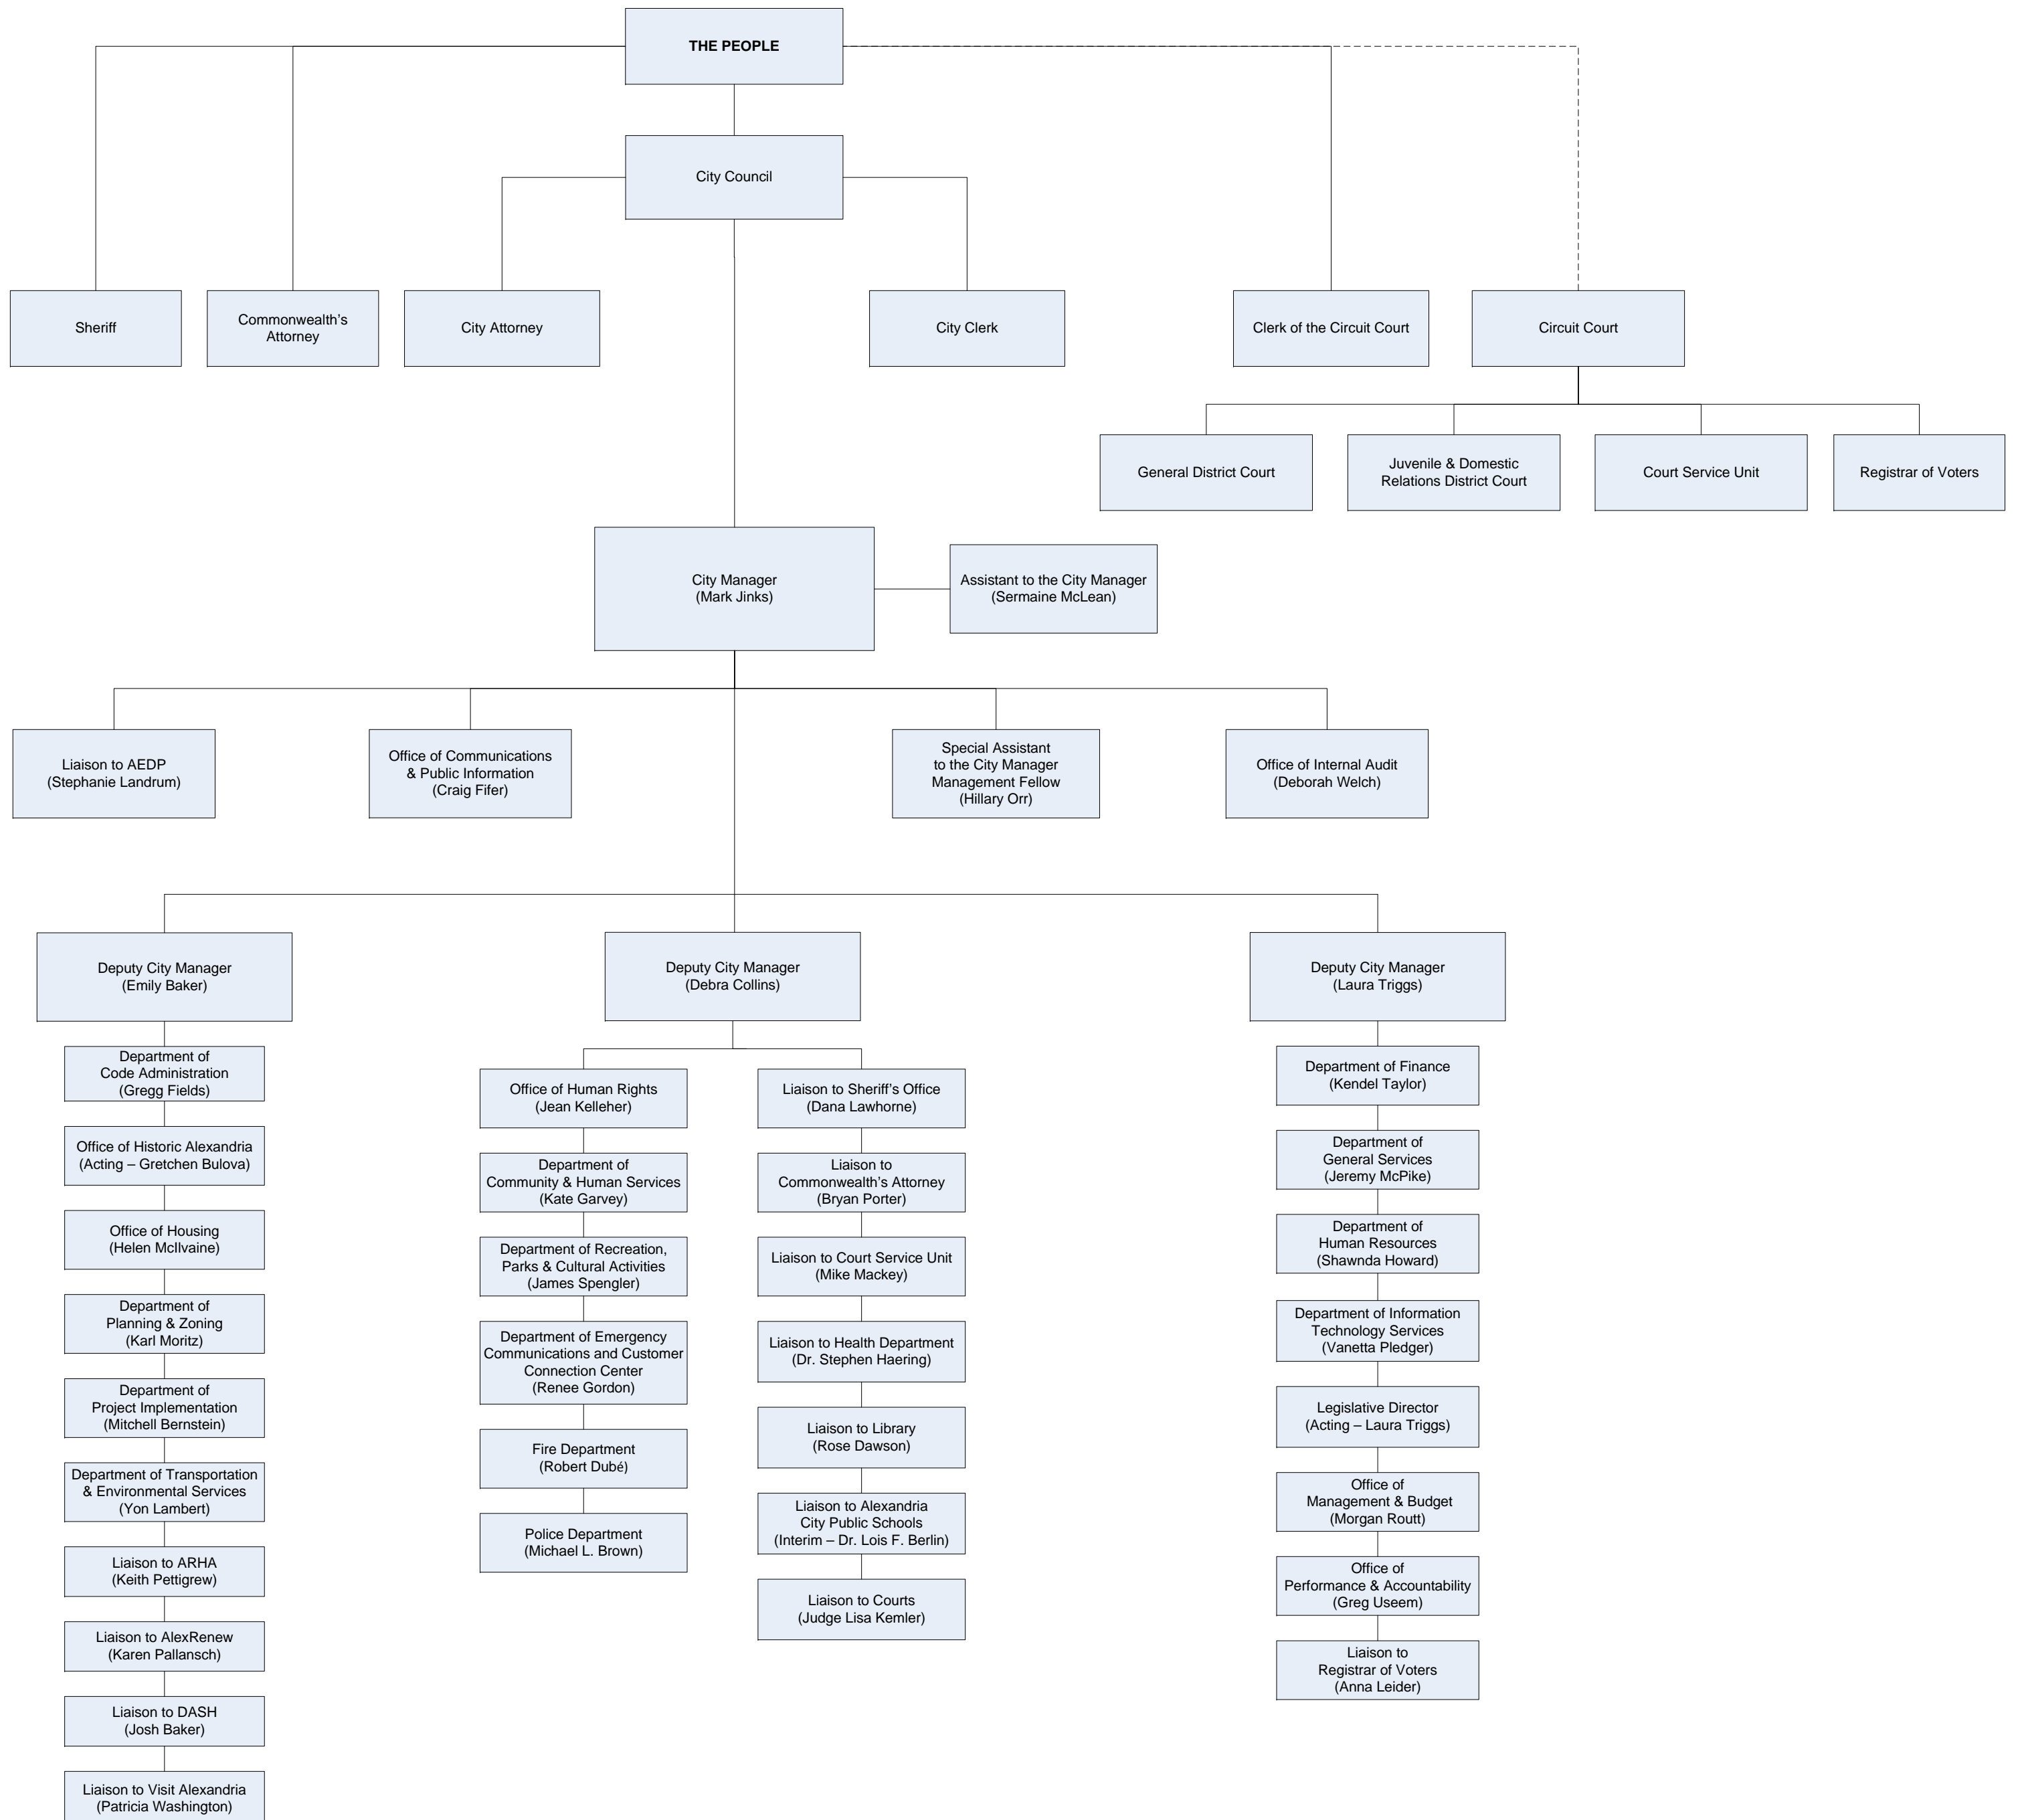 THE PEOPLE
City Council
Sheriff
Commonwealth's
Attorney
City Attorney
City Clerk
Clerk of the Circuit Court
Circuit Court
General District Court
Juvenile & Domestic
Relations District Court
Court Service Unit
Registrar of Voters
City Manager
(Mark Jinks)
Assistant to the City Manager
(Sermaine McLean)
Liaison to AEDP
(Stephanie Landrum)
Office of Communications
& Public Information
(Craig Fifer)
Special Assistant
to the City Manager
Management Fellow
(Hillary Orr)
Office of Internal Audit
(Deborah Welch)
Deputy City Manager
(Emily Baker)
Deputy City Manager
(Debra Collins)
Deputy City Manager
(Laura Triggs)
Department of
Code Administration
(Gregg Fields)
Office of Historic Alexandria
(Acting – Gretchen Bulova)
Office of Housing
(Helen McIlvaine)
Department of
Planning & Zoning
(Karl Moritz)
Department of
Project Implementation
(Mitchell Bernstein)
Department of Transportation
& Environmental Services
(Yon Lambert)
Liaison to ARHA
(Keith Pettigrew)
Liaison to AlexRenew
(Karen Pallansch)
Liaison to DASH
(Josh Baker)
Liaison to Visit Alexandria
(Patricia Washington)
Office of Human Rights
(Jean Kelleher)
Department of
Community & Human Services
(Kate Garvey)
Department of Recreation,
Parks & Cultural Activities
(James Spengler)
Department of Emergency
Communications and Customer
Connection Center
(Renee Gordon)
Fire Department
(Robert Dubé)
Police Department
(Michael L. Brown)
Liaison to Sheriff's Office
(Dana Lawhorne)
Liaison to
Commonwealth's Attorney
(Bryan Porter)
Liaison to Court Service Unit
(Mike Mackey)
Liaison to Health Department
(Dr. Stephen Haering)
Liaison to Library
(Rose Dawson)
Liaison to Alexandria
City Public Schools
(Interim – Dr. Lois F. Berlin)
Liaison to Courts
(Judge Lisa Kemler)
Department of Finance
(Kendel Taylor)
Department of
General Services
(Jeremy McPike)
Department of
Human Resources
(Shawnda Howard)
Department of Information
Technology Services
(Vanetta Pledger)
Legislative Director
(Acting – Laura Triggs)
Office of
Management & Budget
(Morgan Routt)
Office of
Performance & Accountability
(Greg Useem)
Liaison to
Registrar of Voters
(Anna Leider)